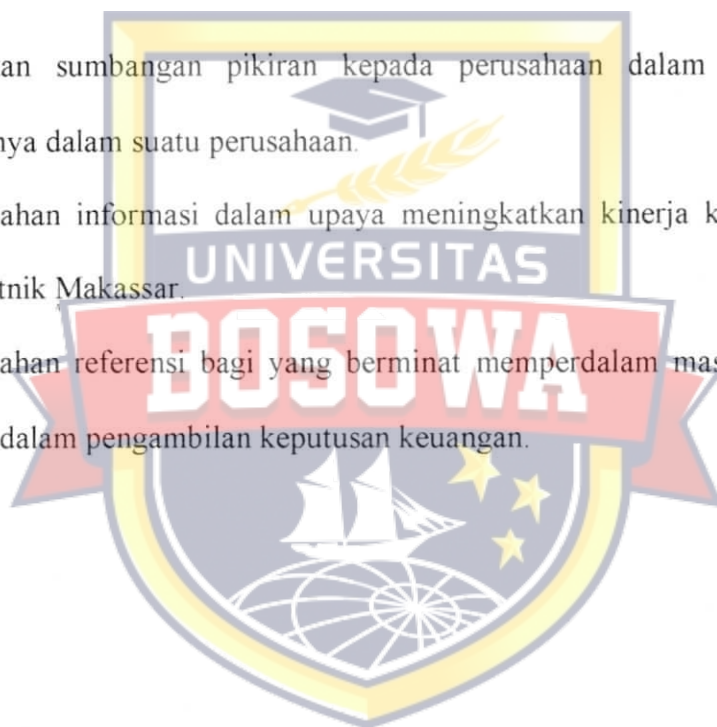 an sumbangan pikiran kepada perusahaan dalam
nya dalam suatu perusahaan.
ahan informasi dalam upaya meningkatkan kinerja k
tnik Makassar.
UNIVERSITAS
ahan referensi bagi yang berminat memperdalam mas
BOSOWA
dalam pengambilan keputusan keuangan.